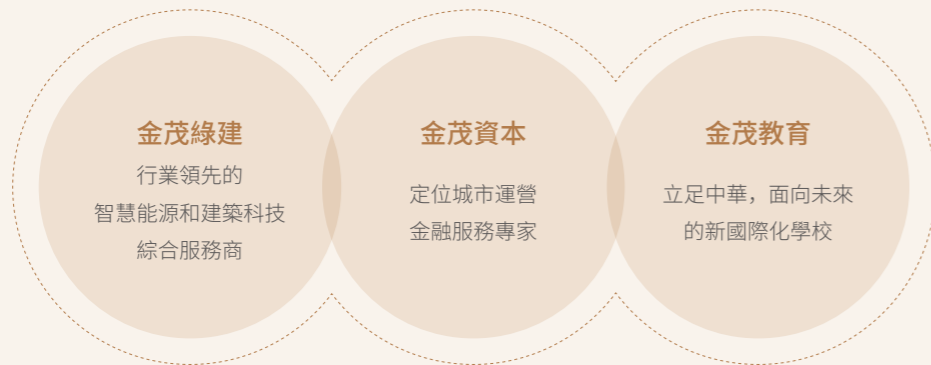 金茂綠建
行業領先的
智慧能源和建築科技
綜合服務商
金茂資本
定位城市運營
金融服務專家
金茂教育
立足中華，面向未來
的新國際化學校